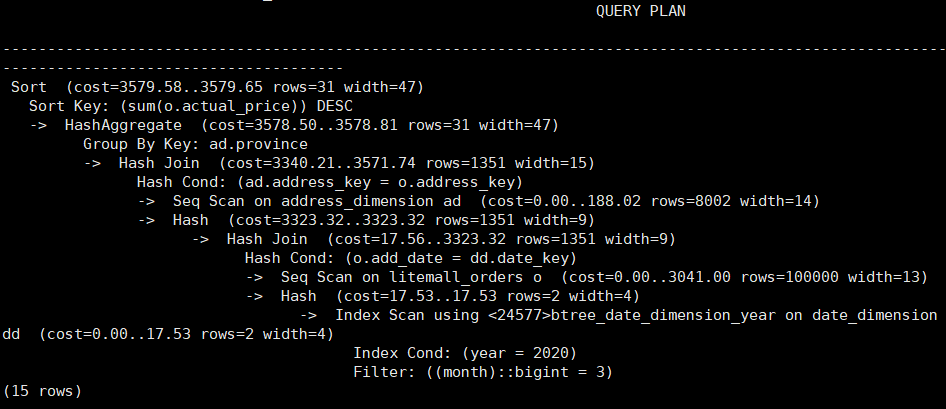 QUERY PLAN
---------------------------------------------------------------------------------------------------------
--------------------------------------
Sort  (cost=3579.58..3579.65 rows=31 width=47)
Sort Key: (sum(o.actual_price)) DESC
->  HashAggregate  (cost=3578.50..3578.81 rows=31 width=47)
Group By Key: ad.province
->  Hash Join  (cost=3340.21..3571.74 rows=1351 width=15)
Hash Cond: (ad.address_key = o.address_key)
->  Seq Scan on address_dimension ad  (cost=0.00..188.02 rows=8002 width=14)
->  Hash  (cost=3323.32..3323.32 rows=1351 width=9)
->  Hash Join  (cost=17.56..3323.32 rows=1351 width=9)
Hash Cond: (o.add_date = dd.date_key)
->  Seq Scan on litemall_orders o  (cost=0.00..3041.00 rows=100000 width=13)
->  Hash  (cost=17.53..17.53 rows=2 width=4)
->  Index Scan using <24577>btree_date_dimension_year on date_dimension
dd  (cost=0.00..17.53 rows=2 width=4)
Index Cond: (year = 2020)
Filter: ((month)::bigint = 3)
(15 rows)